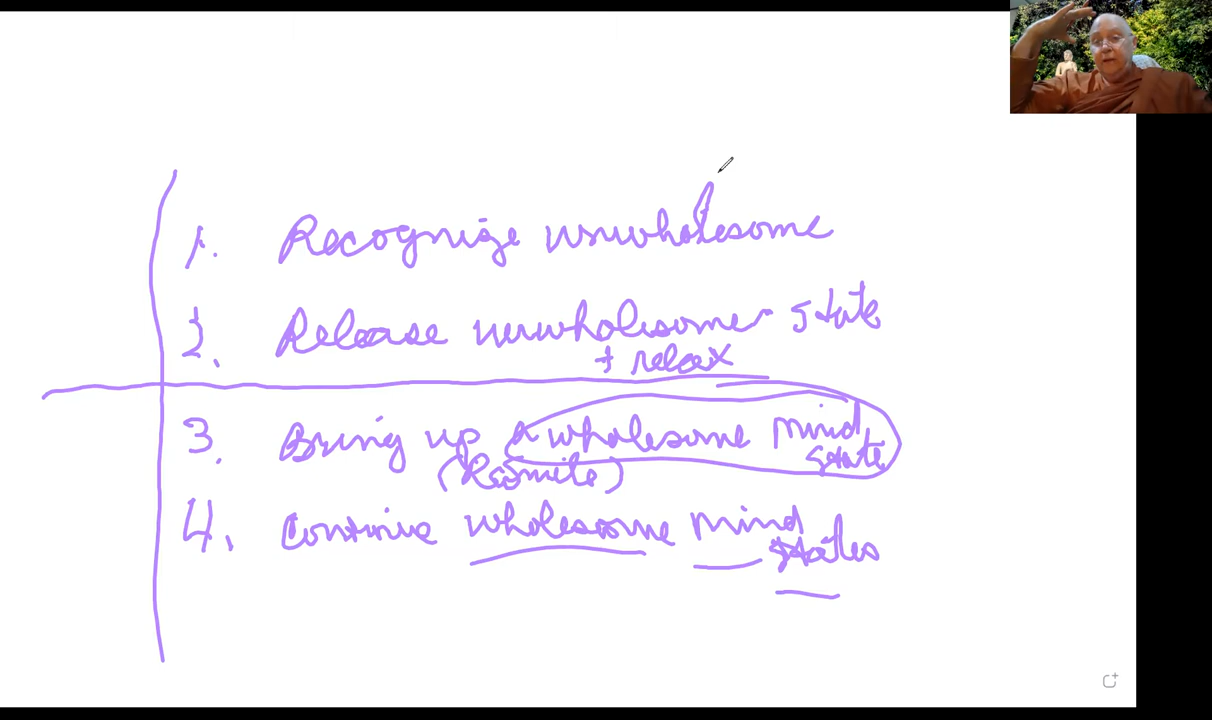 1. Recognize unwholesome
2. Release unwholesome state
+ relax
3. Bring up a wholesome mind state
(Resmile)
4. Continue wholesome mind states